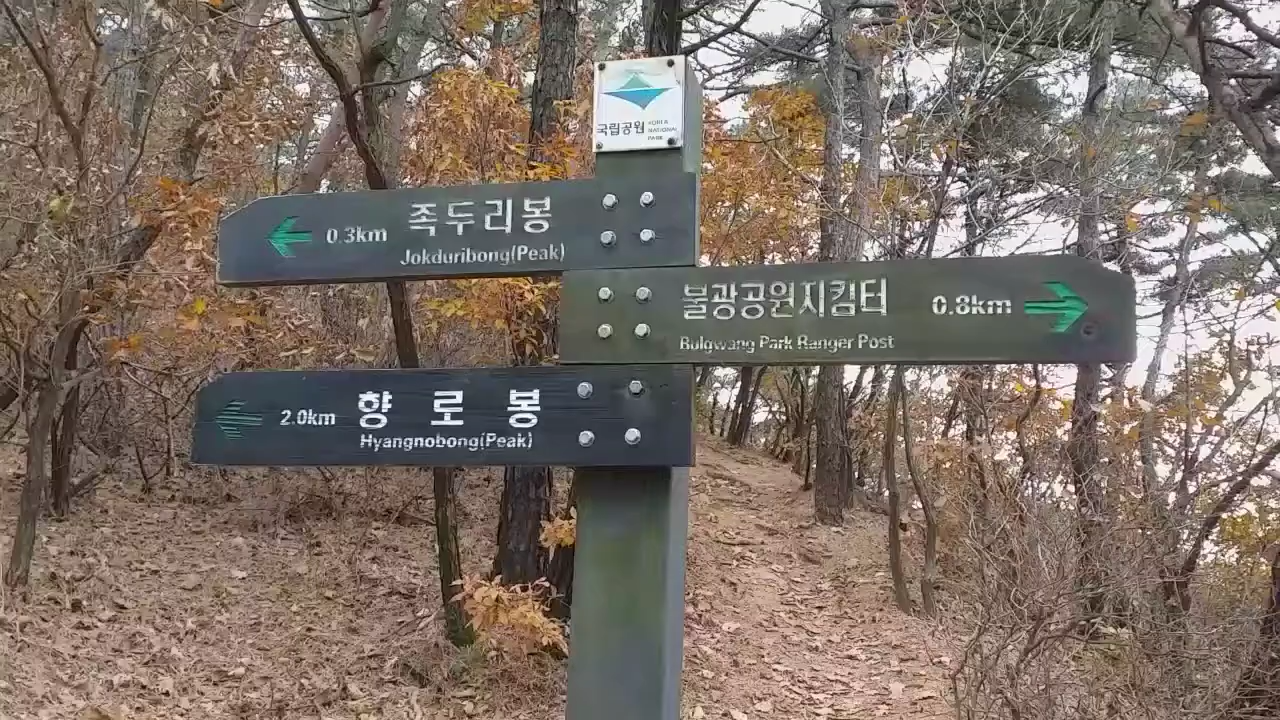 국립공원 KOREA NATIONAL PARK
0.3km 족두리봉
Jokduribong(Peak)
불광공원지킴터 0.8km
Bulgwang Park Ranger Post
2.0km 향로봉
Hyangnobong(Peak)